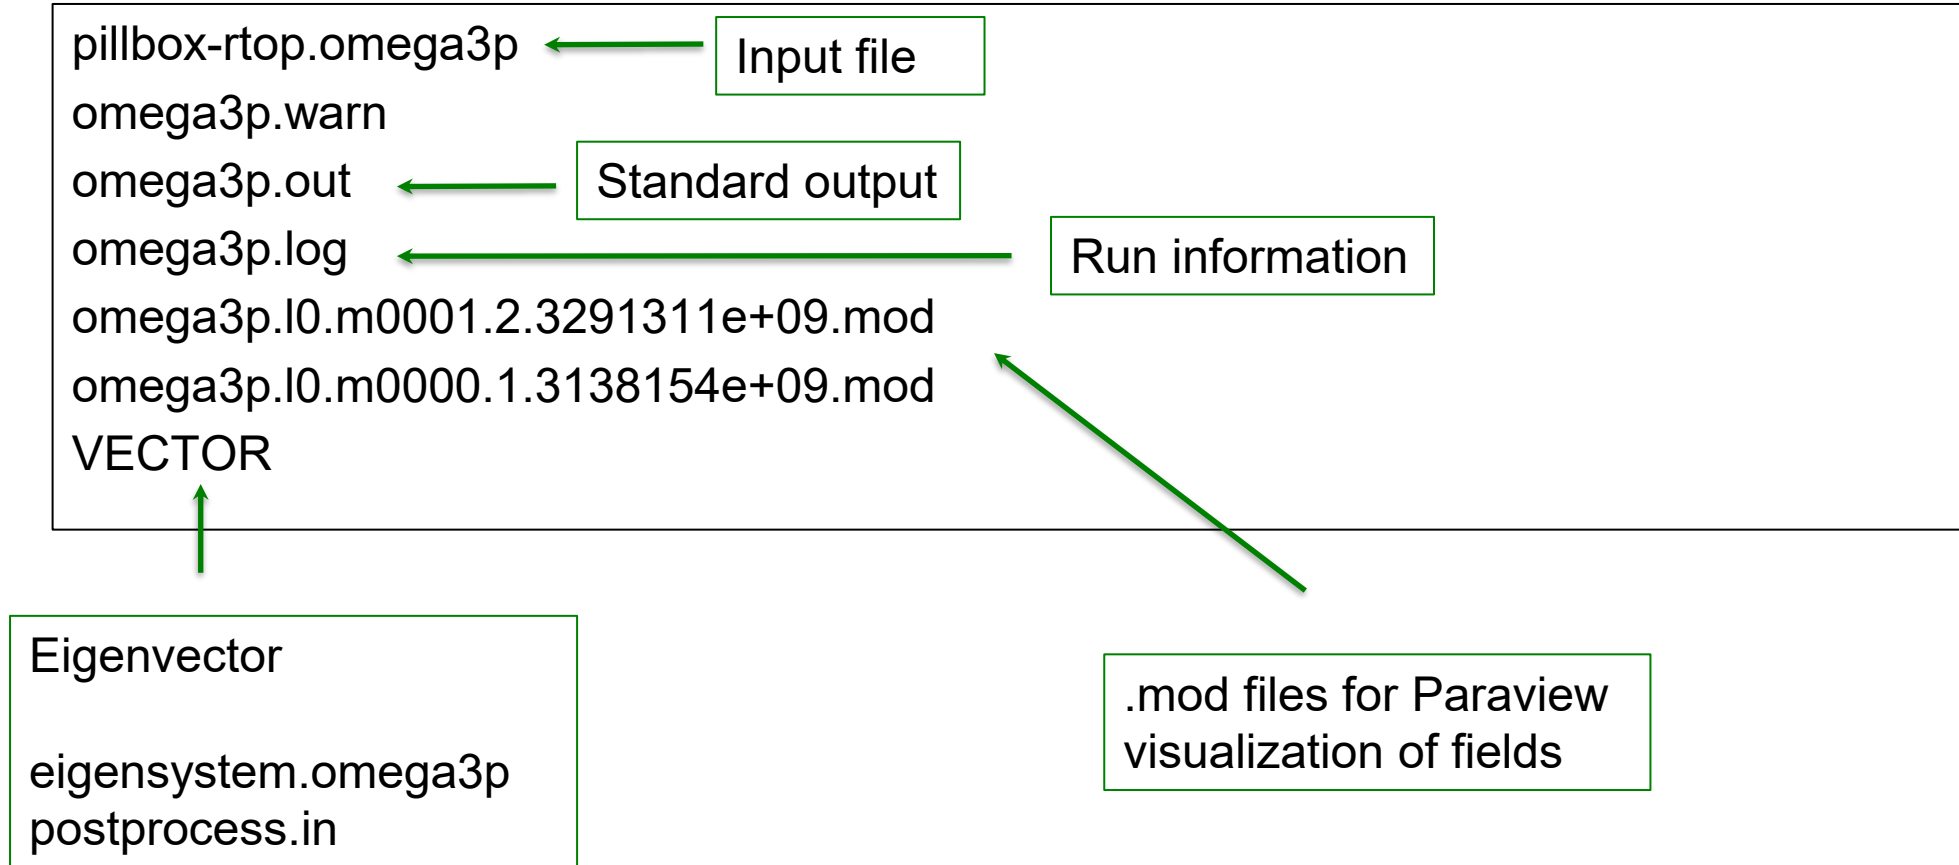 pillbox-rtop.omega3p
Input file
omega3p.warn
omega3p.out
Standard output
omega3p.log
Run information
omega3p.l0.m0001.2.3291311e+09.mod
omega3p.l0.m0000.1.3138154e+09.mod
VECTOR
Eigenvector
eigensystem.omega3p
postprocess.in
.mod files for Paraview
visualization of fields